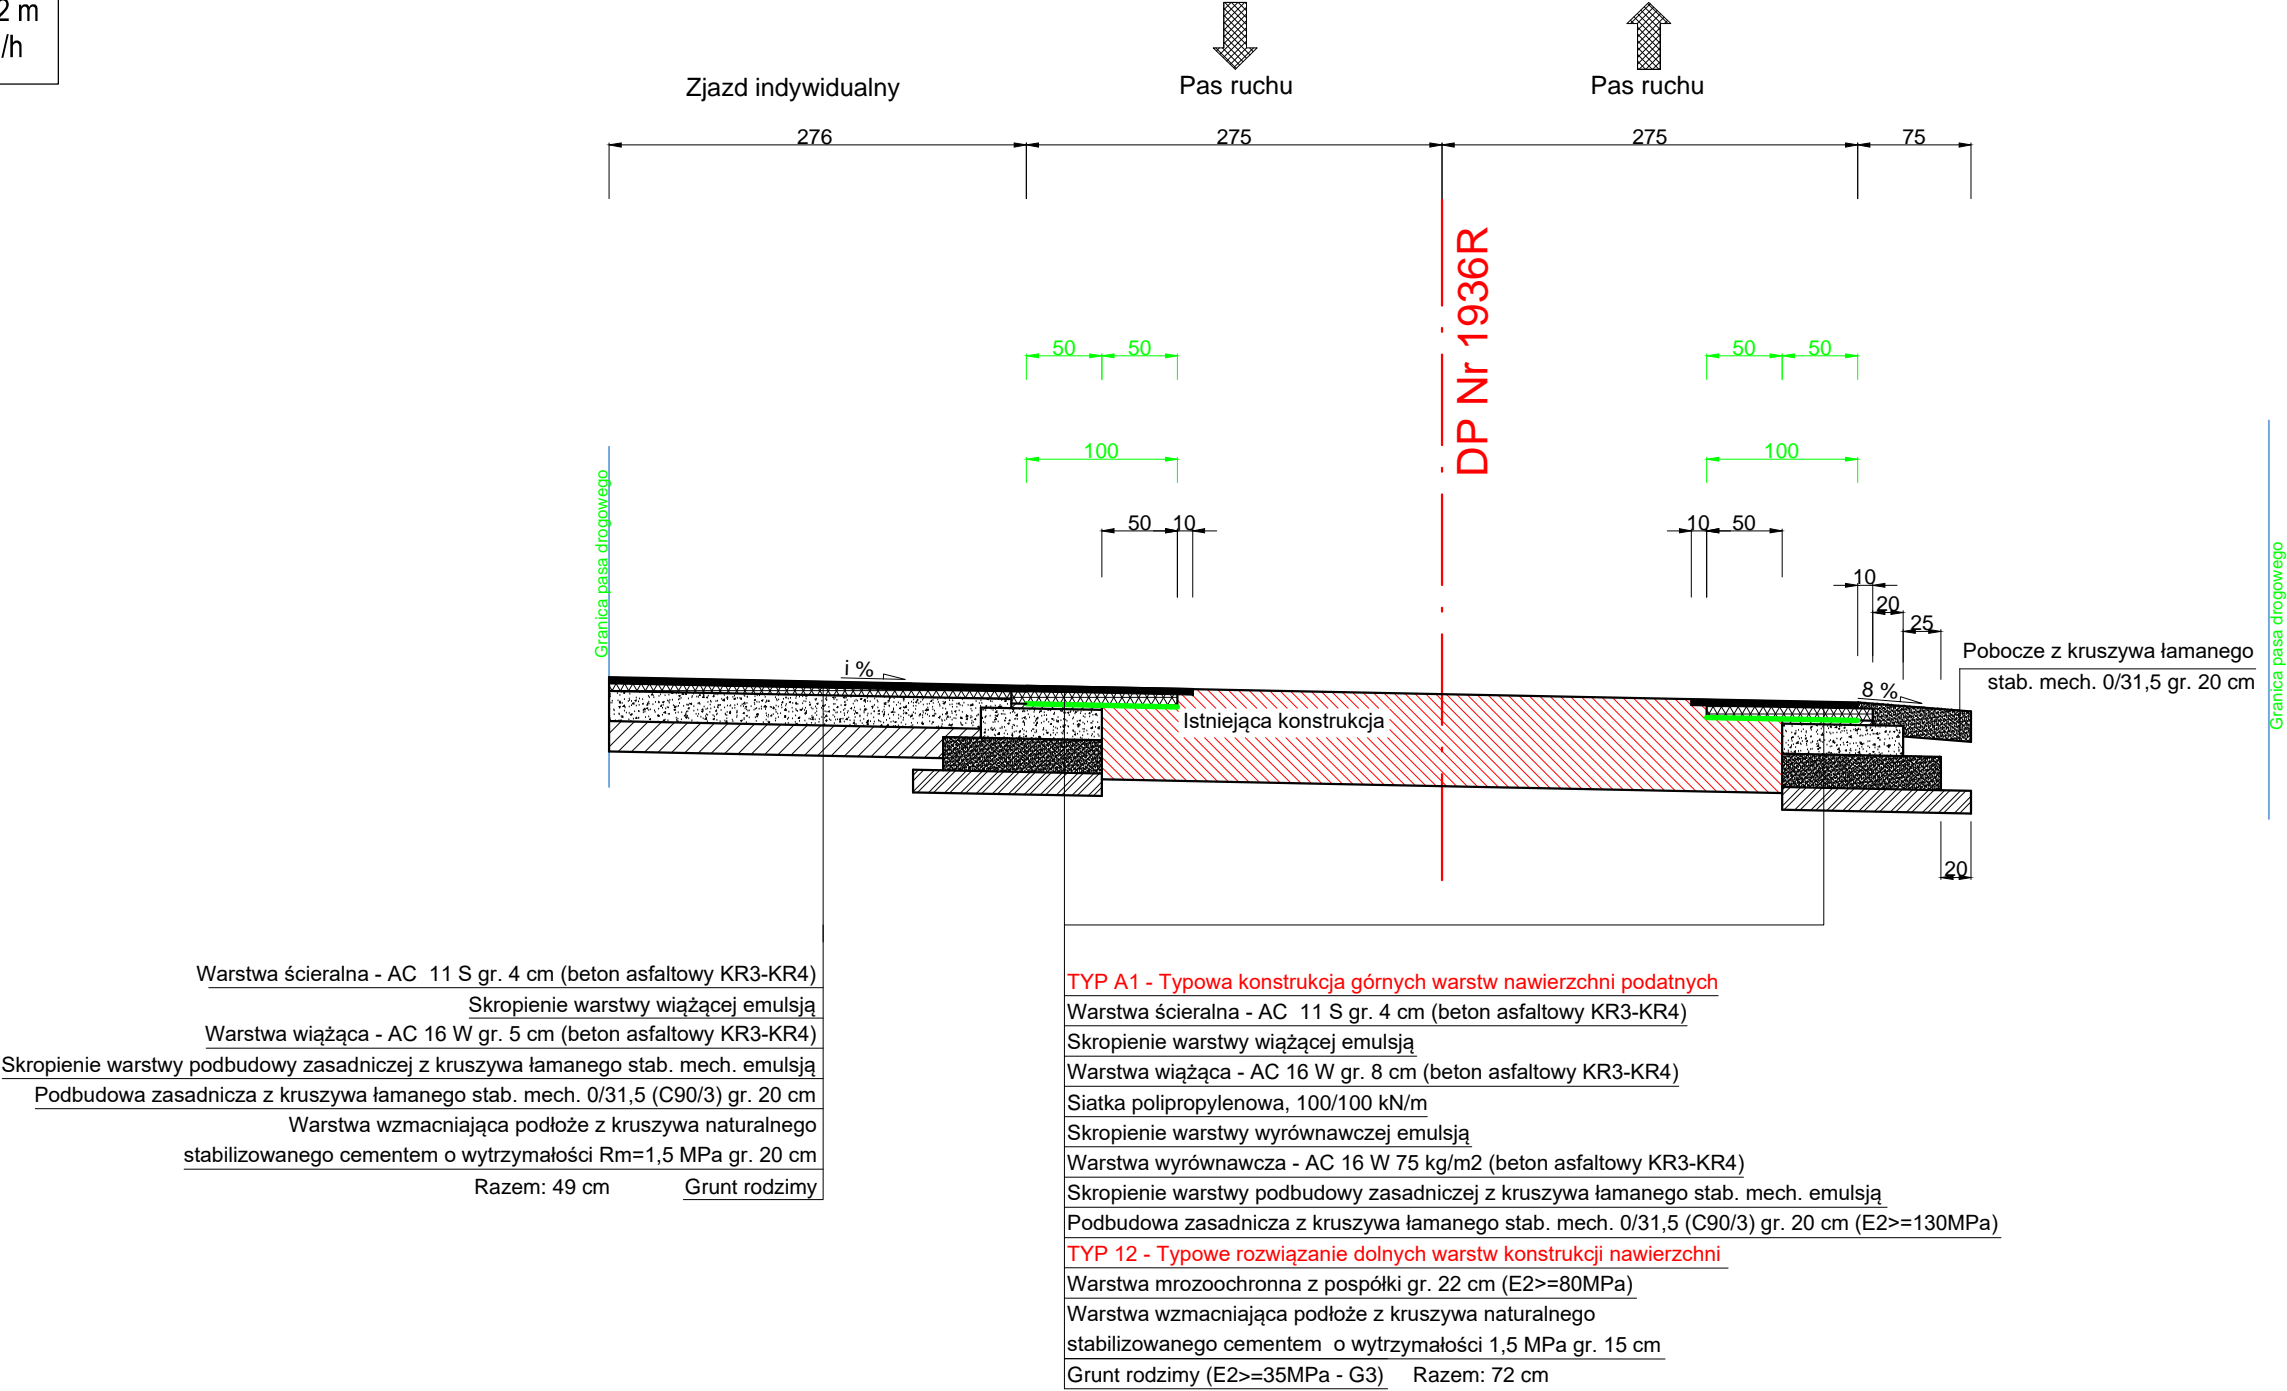 2 m
/h
Zjazd indywidualny
Pas ruchu
Pas ruchu
276
275
275
75
DP Nr 1936R
50
50
50
50
100
100
50
10
10
50
10
20
25
Granica pasa drogowego
Granica pasa drogowego
Pobocze z kruszywa łamanego
stab. mech. 0/31,5 gr. 20 cm
i %
8 %
Istniejąca konstrukcja
20
Warstwa ścieralna - AC  11 S gr. 4 cm (beton asfaltowy KR3-KR4)
Skropienie warstwy wiążącej emulsją
Warstwa wiążąca - AC 16 W gr. 5 cm (beton asfaltowy KR3-KR4)
Skropienie warstwy podbudowy zasadniczej z kruszywa łamanego stab. mech. emulsją
Podbudowa zasadnicza z kruszywa łamanego stab. mech. 0/31,5 (C90/3) gr. 20 cm
Warstwa wzmacniająca podłoże z kruszywa naturalnego
stabilizowanego cementem o wytrzymałości Rm=1,5 MPa gr. 20 cm
Razem: 49 cm Grunt rodzimy
TYP A1 - Typowa konstrukcja górnych warstw nawierzchni podatnych
Warstwa ścieralna - AC  11 S gr. 4 cm (beton asfaltowy KR3-KR4)
Skropienie warstwy wiążącej emulsją
Warstwa wiążąca - AC 16 W gr. 8 cm (beton asfaltowy KR3-KR4)
Siatka polipropylenowa, 100/100 kN/m
Skropienie warstwy wyrównawczej emulsją
Warstwa wyrównawcza - AC 16 W 75 kg/m2 (beton asfaltowy KR3-KR4)
Skropienie warstwy podbudowy zasadniczej z kruszywa łamanego stab. mech. emulsją
Podbudowa zasadnicza z kruszywa łamanego stab. mech. 0/31,5 (C90/3) gr. 20 cm (E2>=130MPa)
TYP 12 - Typowe rozwiązanie dolnych warstw konstrukcji nawierzchni
Warstwa mrozoochronna z pospółki gr. 22 cm (E2>=80MPa)
Warstwa wzmacniająca podłoże z kruszywa naturalnego
stabilizowanego cementem  o wytrzymałości 1,5 MPa gr. 15 cm
Grunt rodzimy (E2>=35MPa - G3) Razem: 72 cm